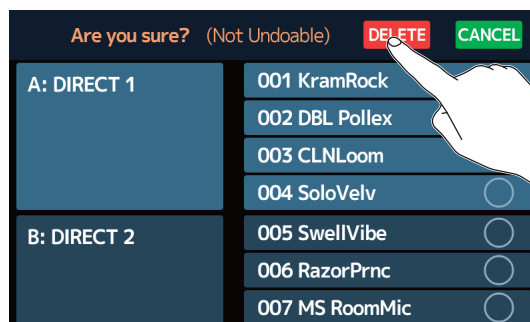 Are you sure? (Not Undoable) DELETE CANCEL
A: DIRECT 1
001 KramRock
002 DBL Pollex
003 CLNLoom
004 SoloVelv
B: DIRECT 2
005 SwellVibe
006 RazorPrnc
007 MS RoomMic